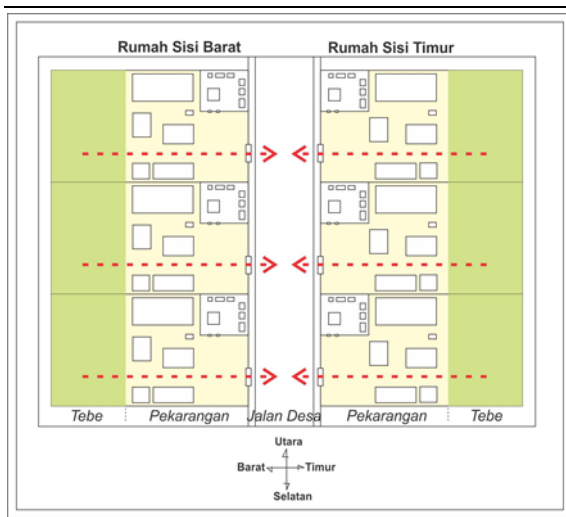 Rumah Sisi Barat Rumah Sisi Timur
Tebe Pekarangan Jalan Desa Pekarangan Tebe
Utara
Barat Timur
Selatan